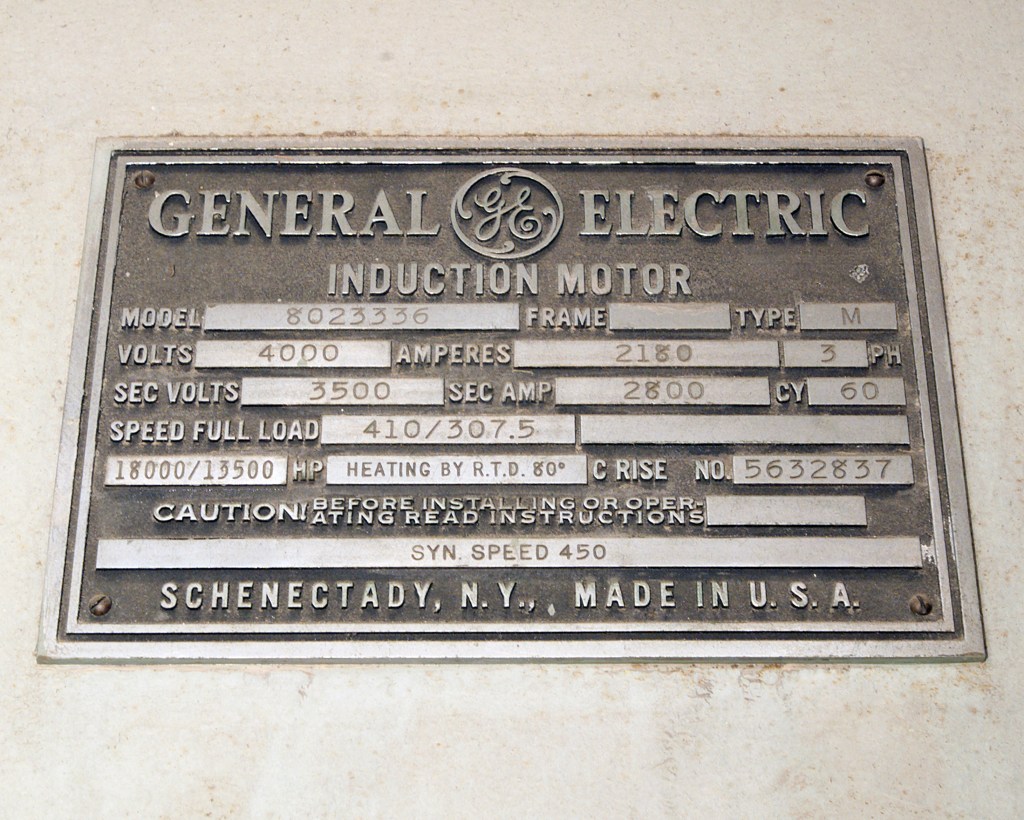 GENERAL GE ELECTRIC
INDUCTION MOTOR
MODEL 8023336 FRAME TYPE M
VOLTS 4000 AMPERES 2180 3 PH
SEC VOLTS 3500 SEC AMP 2800 CY 60
SPEED FULL LOAD 410/307.5
18000/13500 HP HEATING BY R.T.D. 80° C RISE NO. 5632837
CAUTION! BEFORE INSTALLING OR OPER-
ATING READ INSTRUCTIONS
SYN. SPEED 450
SCHENECTADY, N.Y., MADE IN U.S.A.